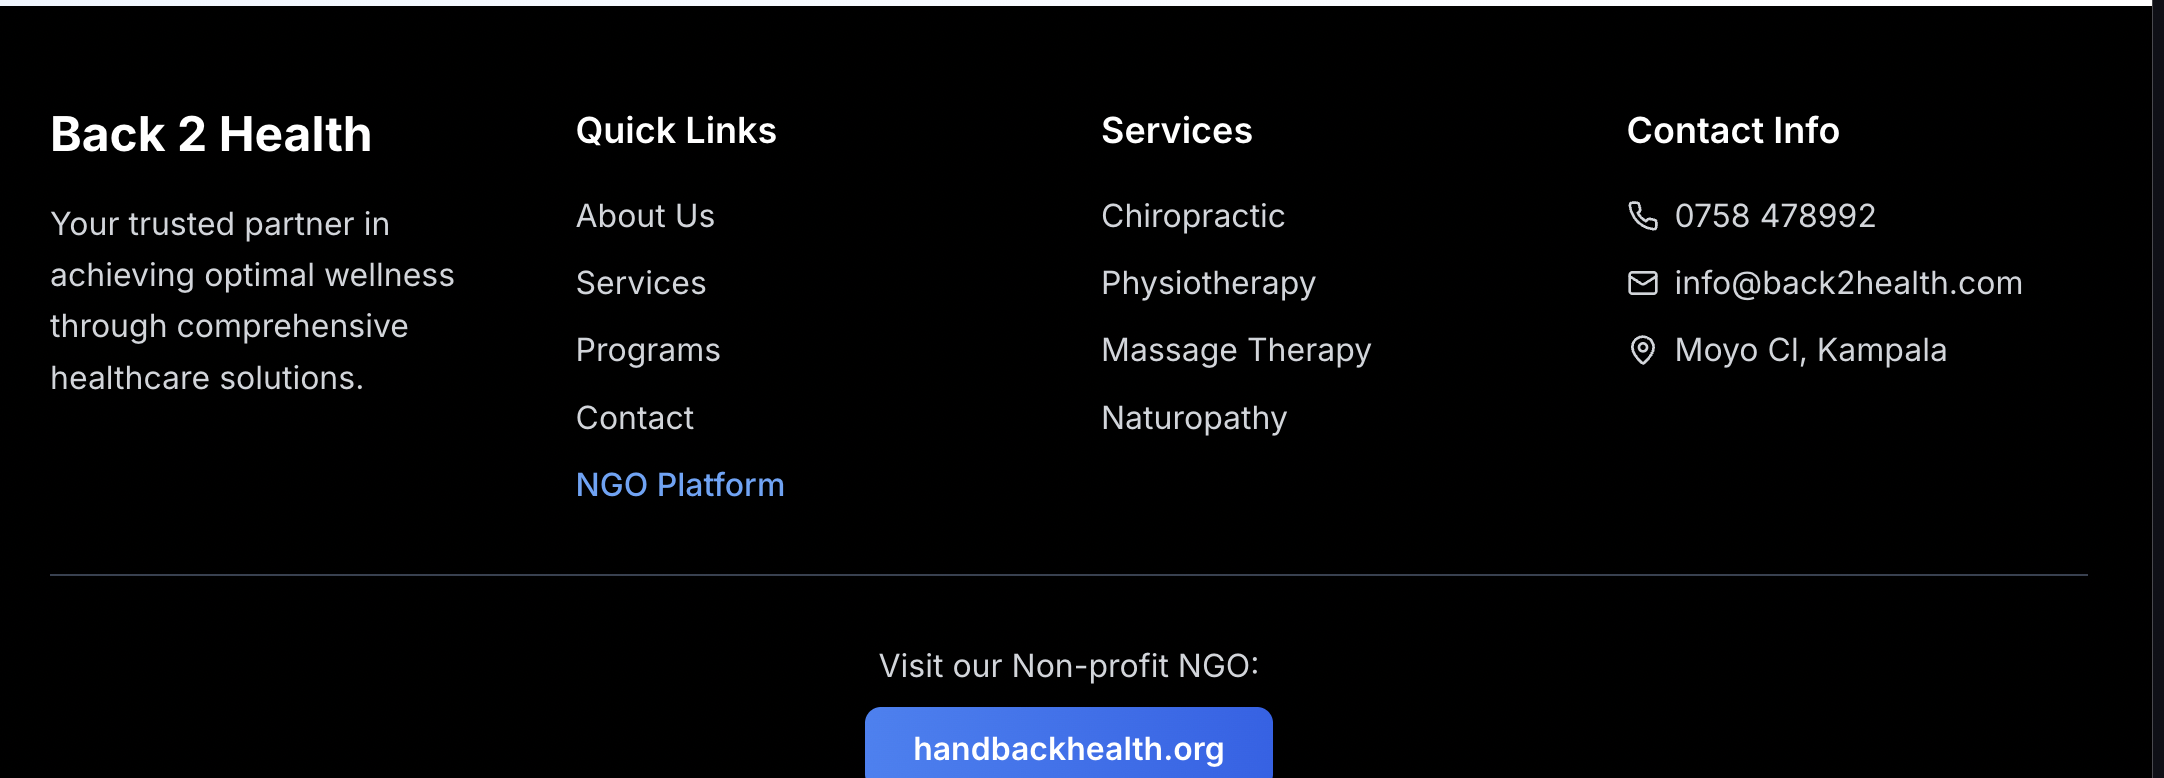 Back 2 Health
Your trusted partner in
achieving optimal wellness
through comprehensive
healthcare solutions.
Quick Links
About Us
Services
Programs
Contact
NGO Platform
Services
Chiropractic
Physiotherapy
Massage Therapy
Naturopathy
Contact Info
0758 478992
info@back2health.com
Moyo Cl, Kampala
Visit our Non-profit NGO:
handbackhealth.org